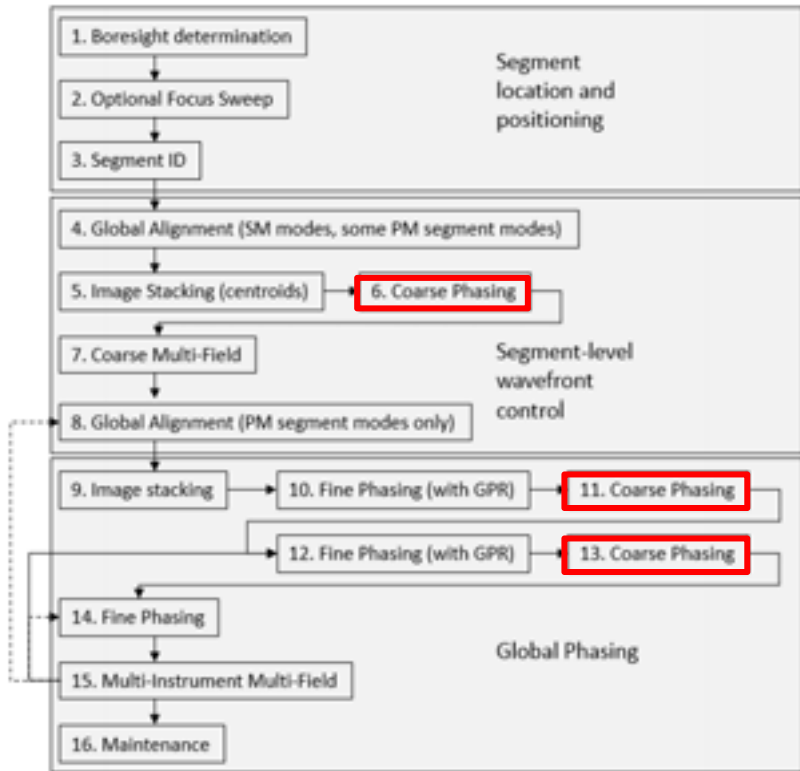 1. Boresight determination
2. Optional Focus Sweep
3. Segment ID
Segment
location and
positioning
4. Global Alignment (SM modes, some PM segment modes)
5. Image Stacking (centroids)
6. Coarse Phasing
7. Coarse Multi-Field
8. Global Alignment (PM segment modes only)
Segment-level
wavefront
control
9. Image stacking
10. Fine Phasing (with GPR)
11. Coarse Phasing
12. Fine Phasing (with GPR)
13. Coarse Phasing
14. Fine Phasing
15. Multi-Instrument Multi-Field
16. Maintenance
Global Phasing